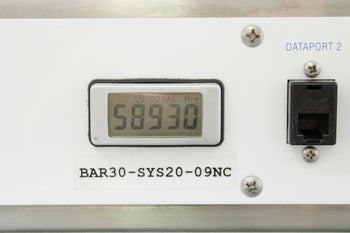 DATAPORT 2
TOTAL Hrs
58930
BAR30-SYS20-09NC